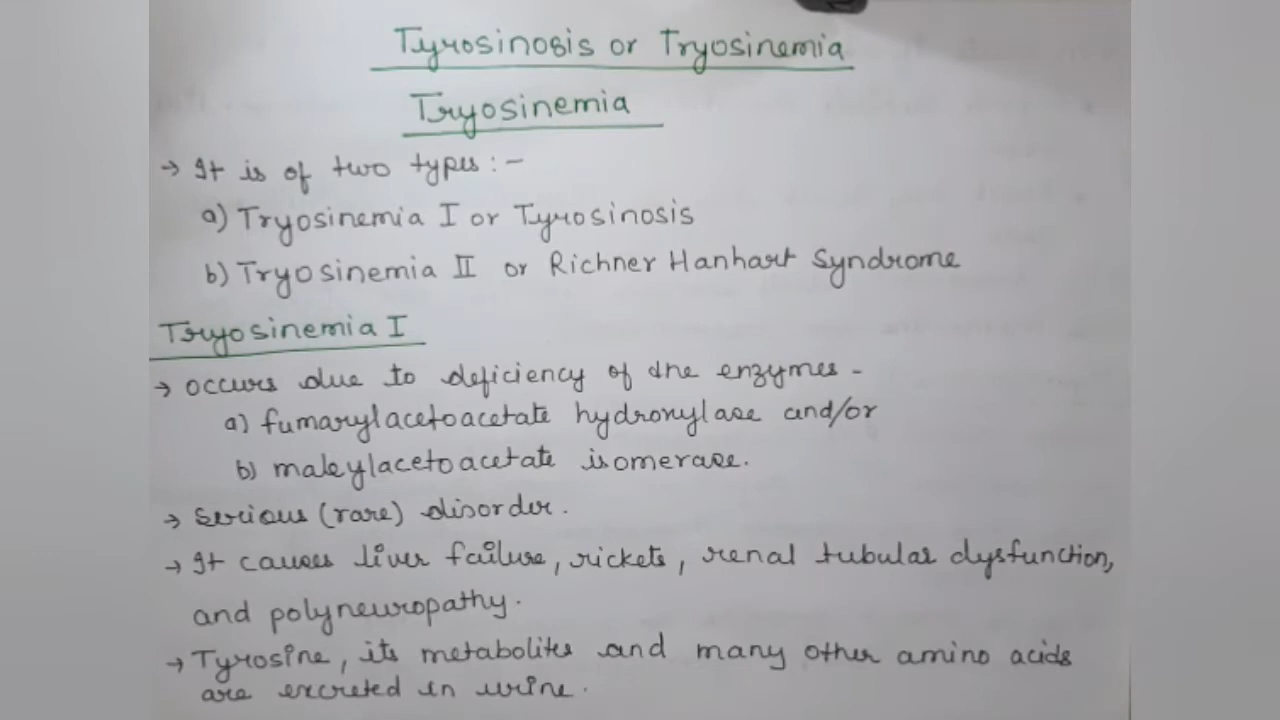 Tyrosinosis or Tryosinemia
Tryosinemia
→ It is of two types :-
a) Tryosinemia I or Tyrosinosis
b) Tryosinemia II or Richner Hanhart Syndrome
Tryosinemia I
→ occurs due to deficiency of the enzymes -
a) fumarylacetoacetate hydroxylase and/or
b) maleylacetoacetate isomerase.
→ Serious (rare) disorder.
→ It causes liver failure, rickets, renal tubular dysfunction,
and polyneuropathy.
→ Tyrosine, its metabolites and many other amino acids
are excreted in urine.